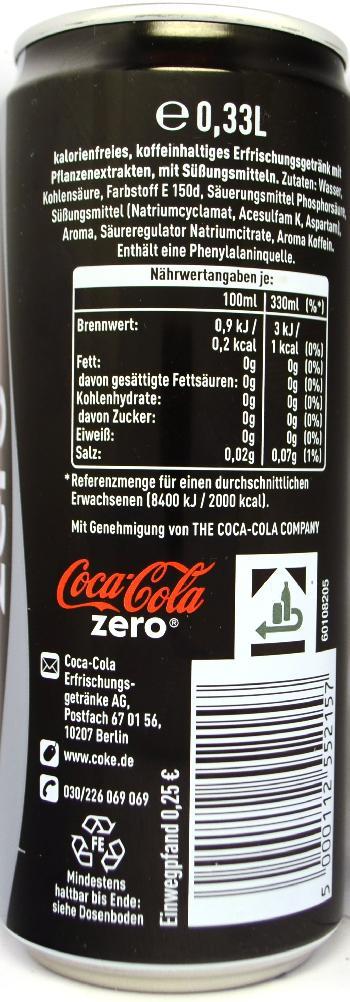 e 0,33L
kalorienfreies, koffeinhaltiges Erfrischungsgetränk mit
Pflanzenextrakten, mit Süßungsmitteln. Zutaten: Wasser,
Kohlensäure, Farbstoff E 150d, Säuerungsmittel Phosphorsäure,
Süßungsmittel (Natriumcyclamat, Acesulfam K, Aspartam),
Aroma, Säureregulator Natriumcitrate, Aroma Koffein.
Enthält eine Phenylalaninquelle.
Nährwertangaben je:
100ml 330ml (%*)
Brennwert: 0,9 kJ / 3 kJ /
0,2 kcal 1 kcal (0%)
Fett: 0g 0g (0%)
davon gesättigte Fettsäuren: 0g 0g (0%)
Kohlenhydrate: 0g 0g (0%)
davon Zucker: 0g 0g (0%)
Eiweiß: 0g 0g (0%)
Salz: 0,02g 0,07g (1%)
*Referenzmenge für einen durchschnittlichen
Erwachsenen (8400 kJ / 2000 kcal).
Mit Genehmigung von THE COCA-COLA COMPANY
Coca-Cola
zero®
60108205
Coca-Cola
Erfrischungs-
getränke AG,
Postfach 67 01 56,
10207 Berlin
www.coke.de
030/226 069 069
FE
Mindestens
haltbar bis Ende:
siehe Dosenboden
Einwegpfand 0,25 €
5 000112 552157